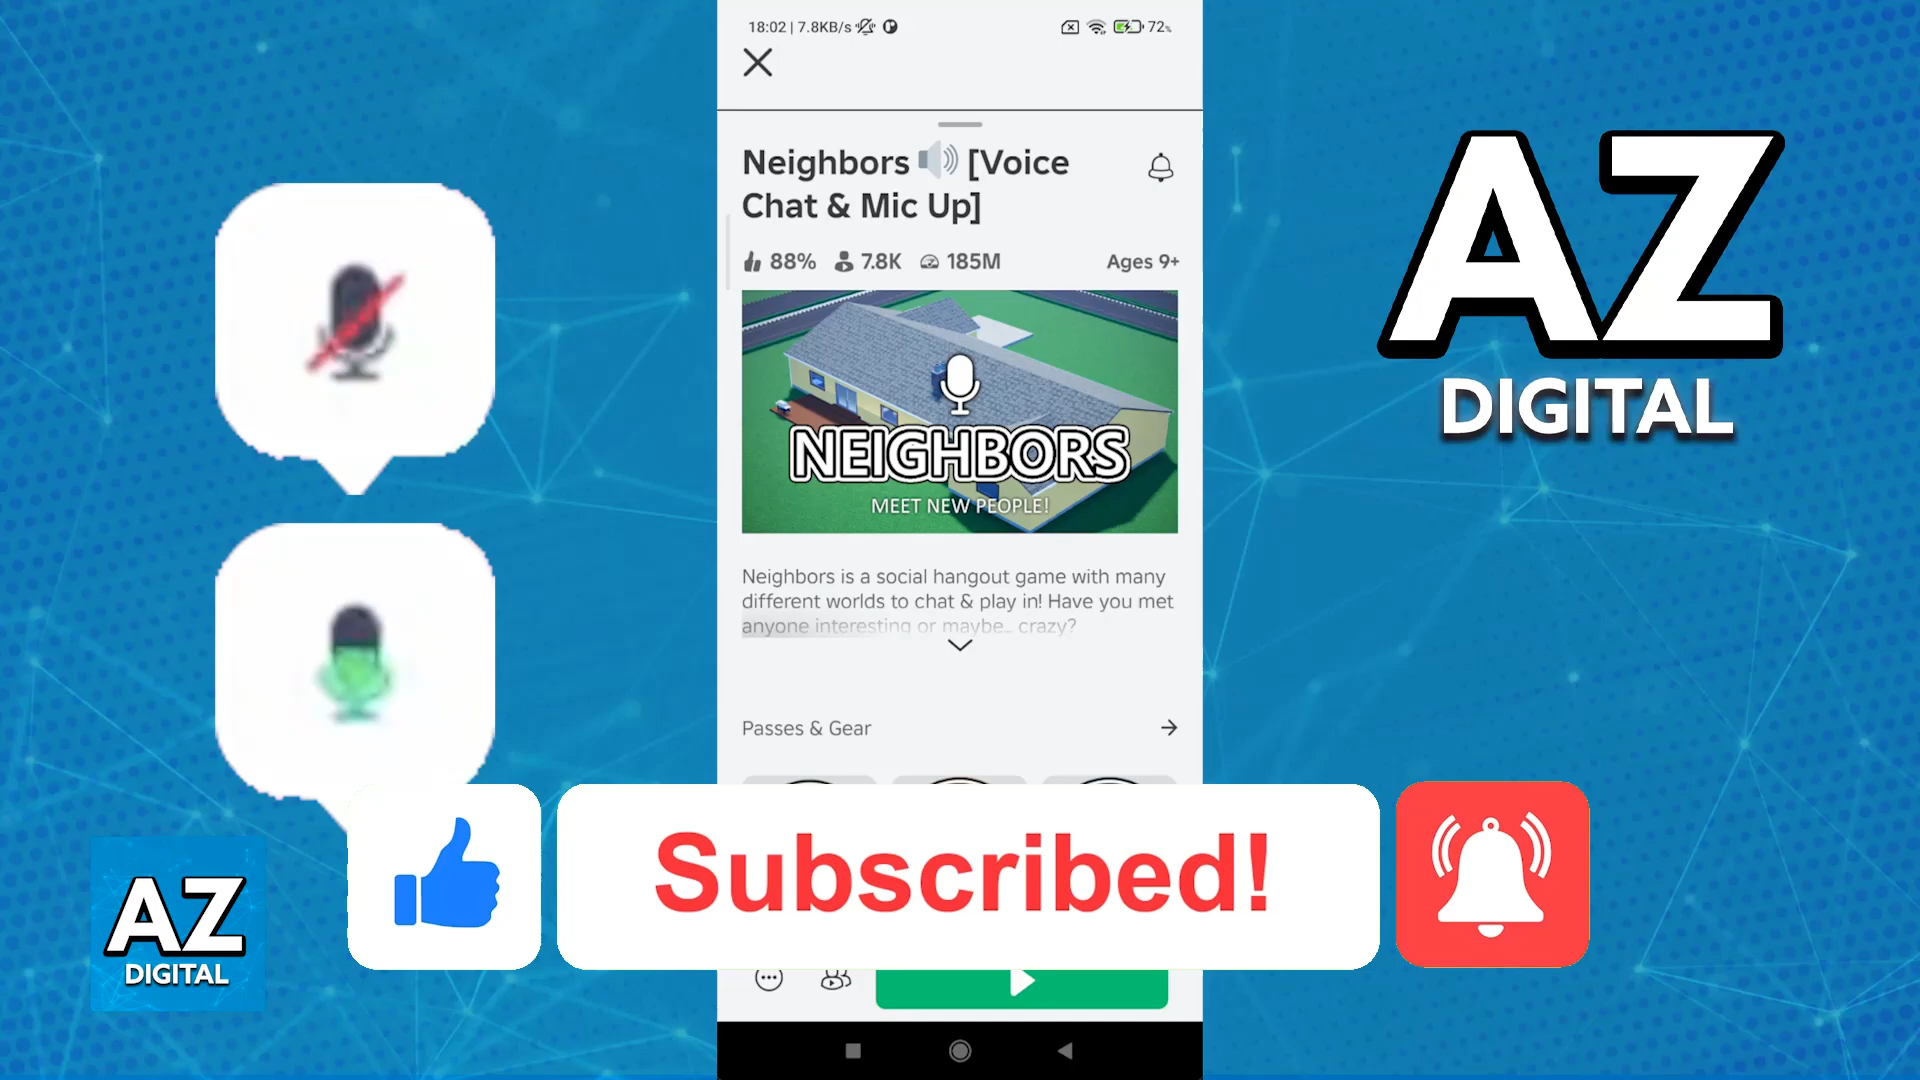 18:02 | 7.8KB/s
72%
Neighbors 🔊 [Voice
Chat & Mic Up]
88% 7.8K 185M Ages 9+
NEIGHBORS
MEET NEW PEOPLE!
Neighbors is a social hangout game with many
different worlds to chat & play in! Have you met
anyone interesting or maybe... crazy?
Passes & Gear
AZ
DIGITAL
Subscribed!
AZ
DIGITAL